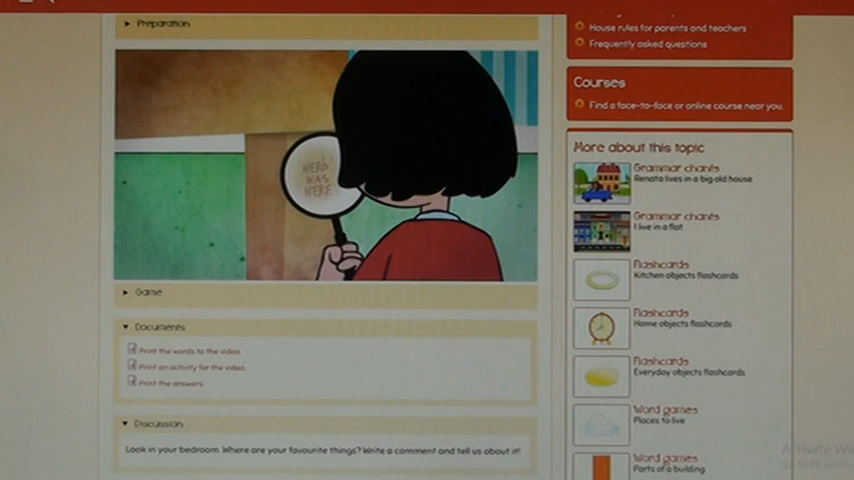 Preparation
HERO
WAS
HERE
Game
Documents
Print the words to the video.
Print an activity for the video.
Print the answers.
Discussion
Look in your bedroom. Where are your favourite things? Write a comment and tell us about it!
House rules for parents and teachers
Frequently asked questions
Courses
Find a face-to-face or online course near you.
More about this topic
Grammar chants
Renato lives in a big old house
Grammar chants
I live in a flat
Flashcards
Kitchen objects flashcards
Flashcards
Home objects flashcards
Flashcards
Everyday objects flashcards
Word games
Places to live
Word games
Parts of a building